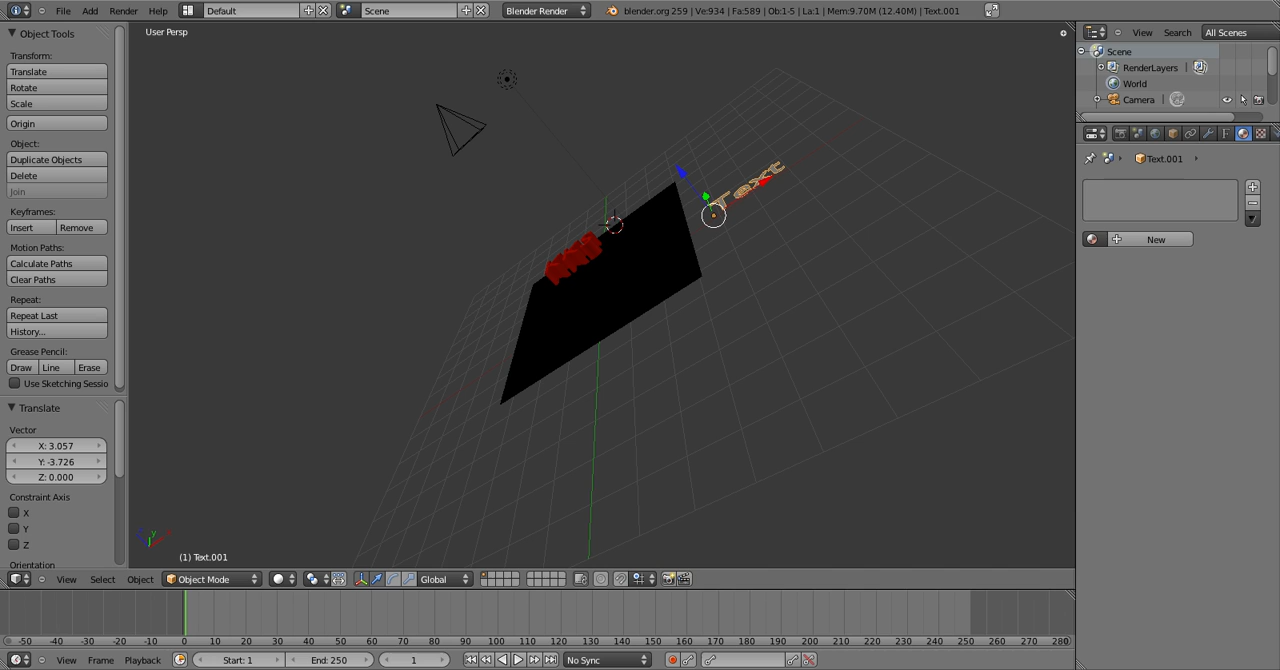 File Add Render Help Default Scene Blender Render blender.org 259 | Ve:934 | Fa:589 | Ob:1-5 | La:1 | Mem:9.70M (12.40M) | Text.001
Object Tools
Transform:
Translate
Rotate
Scale
Origin
Object:
Duplicate Objects
Delete
Join
Keyframes:
Insert Remove
Motion Paths:
Calculate Paths
Clear Paths
Repeat:
Repeat Last
History...
Grease Pencil:
Draw Line Erase
Use Sketching Sessio
Translate
Vector
X: 3.057
Y: -3.726
Z: 0.000
Constraint Axis
X
Y
Z
Orientation
User Persp
Text
(1) Text.001
View Search All Scenes
Scene
RenderLayers |
World
Camera |
Text.001
New
View Select Object Object Mode Global
-50 -40 -30 -20 -10 0 10 20 30 40 50 60 70 80 90 100 110 120 130 140 150 160 170 180 190 200 210 220 230 240 250 260 270 280
View Frame Playback Start: 1 End: 250 1 No Sync